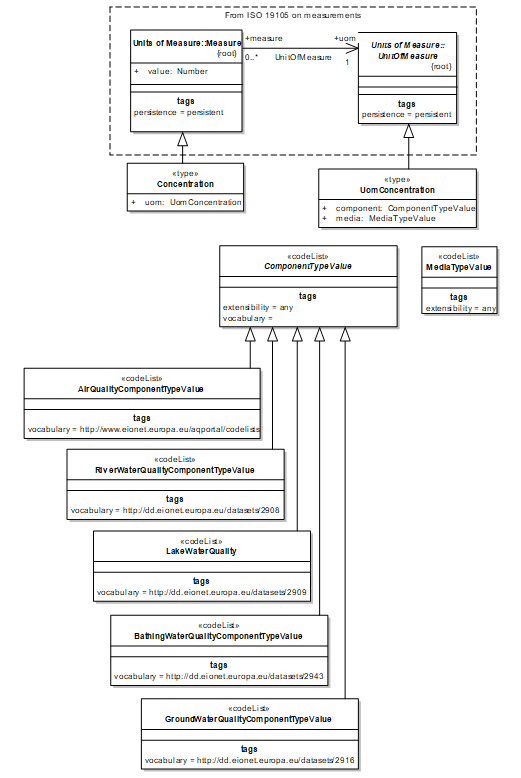 From ISO 19105 on measurements
Units of Measure::Measure
{root}
+ value: Number
tags
persistence = persistent
+measure
+uom
0..*
UnitOfMeasure
1
Units of Measure::
UnitOfMeasure
{root}
tags
persistence = persistent
«type»
Concentration
+ uom: UomConcentration
«type»
UomConcentration
+ component: ComponentTypeValue
+ media: MediaTypeValue
«codeList»
ComponentTypeValue
tags
extensibility = any
vocabulary =
«codeList»
MediaTypeValue
tags
extensibility = any
«codeList»
AirQualityComponentTypeValue
tags
vocabulary = http://www.eionet.europa.eu/aqportal/codelists
«codeList»
RiverWaterQualityComponentTypeValue
tags
vocabulary = http://dd.eionet.europa.eu/datasets/2908
«codeList»
LakeWaterQuality
tags
vocabulary = http://dd.eionet.europa.eu/datasets/2909
«codeList»
BathingWaterQualityComponentTypeValue
tags
vocabulary = http://dd.eionet.europa.eu/datasets/2943
«codeList»
GroundWaterQualityComponentTypeValue
tags
vocabulary = http://dd.eionet.europa.eu/datasets/2916